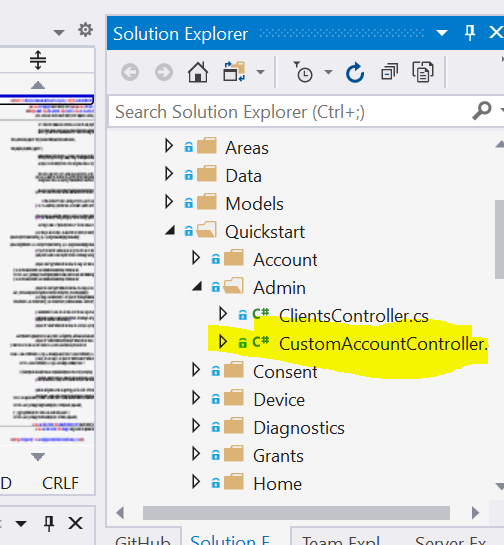 Solution Explorer
Search Solution Explorer (Ctrl+;)
Areas
Data
Models
Quickstart
Account
Admin
C# ClientsController.cs
C# CustomAccountController.
Consent
Device
Diagnostics
Grants
Home
D CRLF
GitHub Solution E Team Expl Server Ex